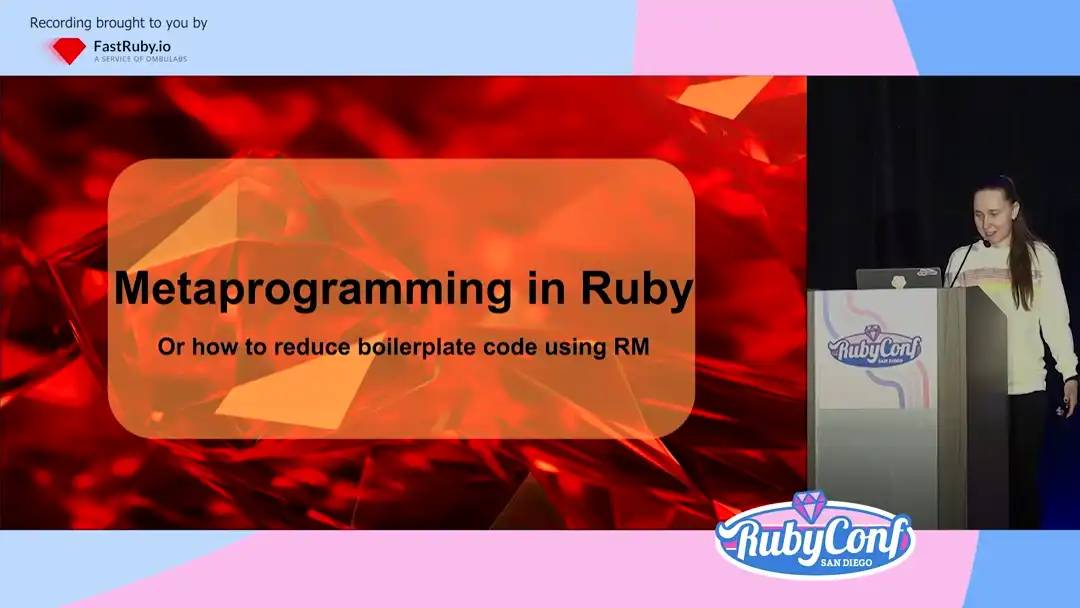 Recording brought to you by
FastRuby.io
A SERVICE OF OMBULABS
Metaprogramming in Ruby
Or how to reduce boilerplate code using RM
RubyConf
SAN DIEGO
RubyConf
SAN DIEGO